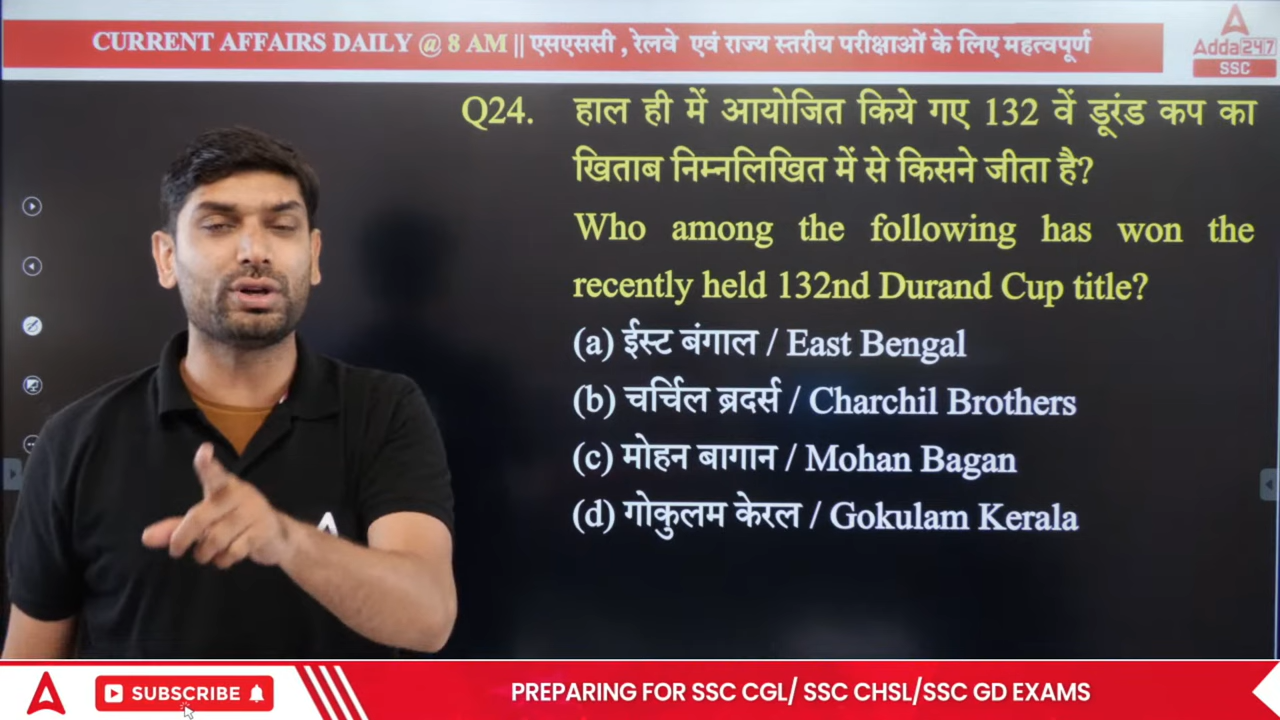 CURRENT AFFAIRS DAILY @ 8 AM || एसएससी , रेलवे एवं राज्य स्तरीय परीक्षाओं के लिए महत्वपूर्ण
Adda247
SSC
Q24. हाल ही में आयोजित किये गए 132 वें डूरंड कप का
खिताब निम्नलिखित में से किसने जीता है?
Who among the following has won the
recently held 132nd Durand Cup title?
(a) ईस्ट बंगाल / East Bengal
(b) चर्चिल ब्रदर्स / Charchil Brothers
(c) मोहन बागान / Mohan Bagan
(d) गोकुलम केरल / Gokulam Kerala
SUBSCRIBE
PREPARING FOR SSC CGL/ SSC CHSL/SSC GD EXAMS